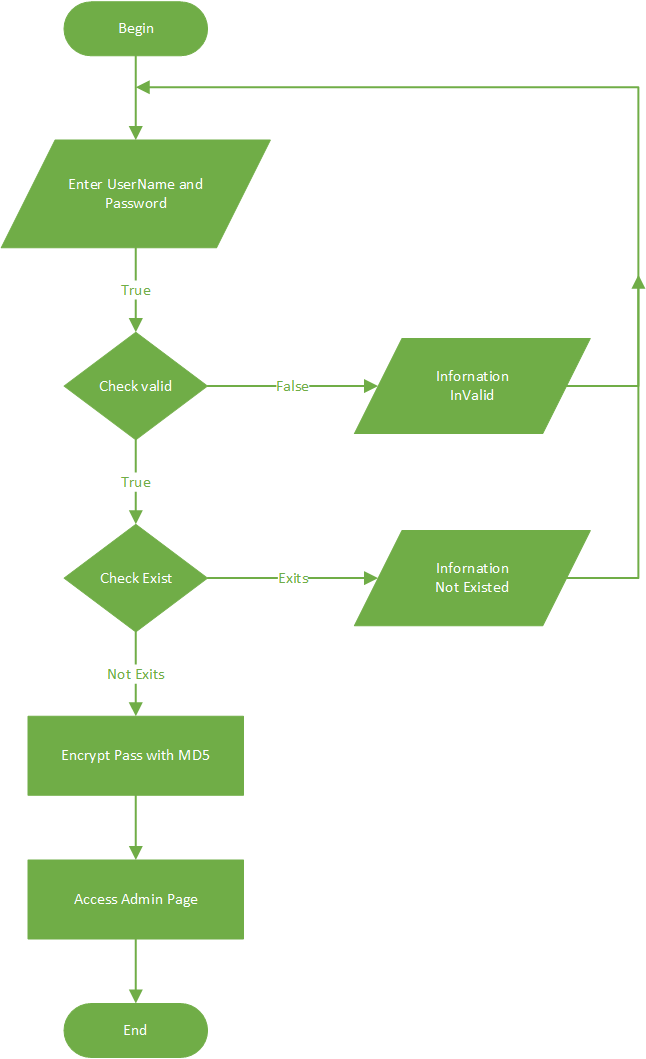 Begin
Enter UserName and
Password
True
Check valid
False
Infornation
InValid
True
Check Exist
Exits
Infornation
Not Existed
Not Exits
Encrypt Pass with MD5
Access Admin Page
End